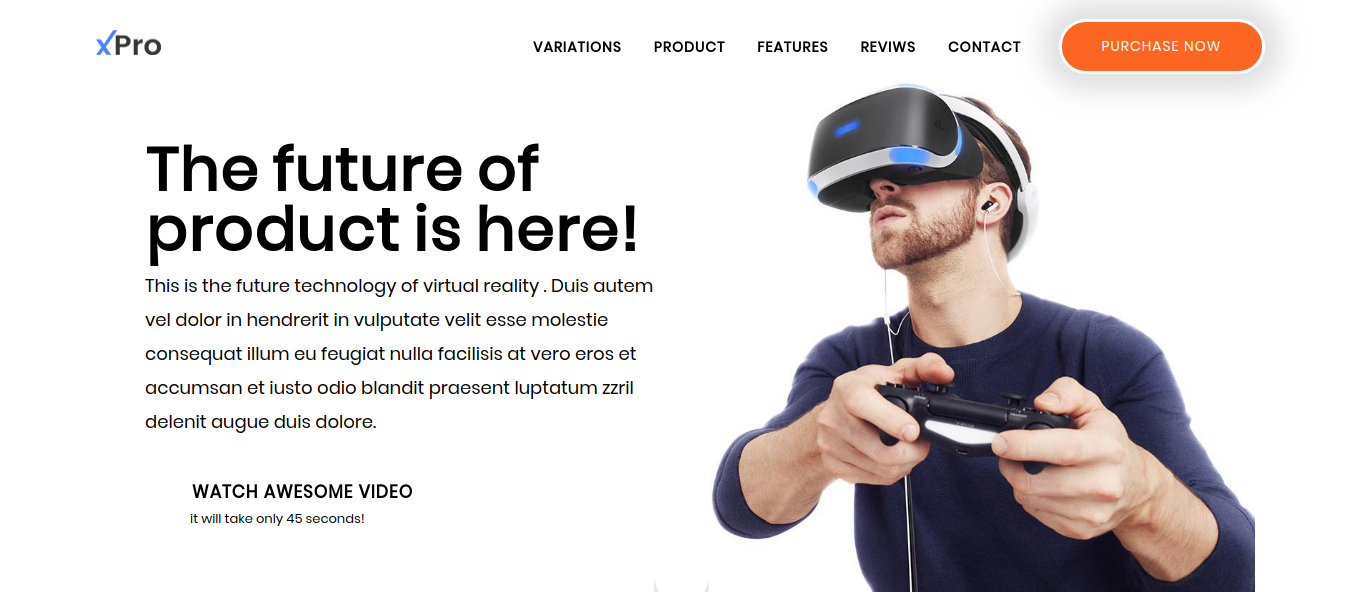 xPro
VARIATIONS
PRODUCT
FEATURES
REVIWS
CONTACT
PURCHASE NOW
The future of
product is here!
This is the future technology of virtual reality . Duis autem
vel dolor in hendrerit in vulputate velit esse molestie
consequat illum eu feugiat nulla facilisis at vero eros et
accumsan et iusto odio blandit praesent luptatum zzril
delenit augue duis dolore.
WATCH AWESOME VIDEO
it will take only 45 seconds!